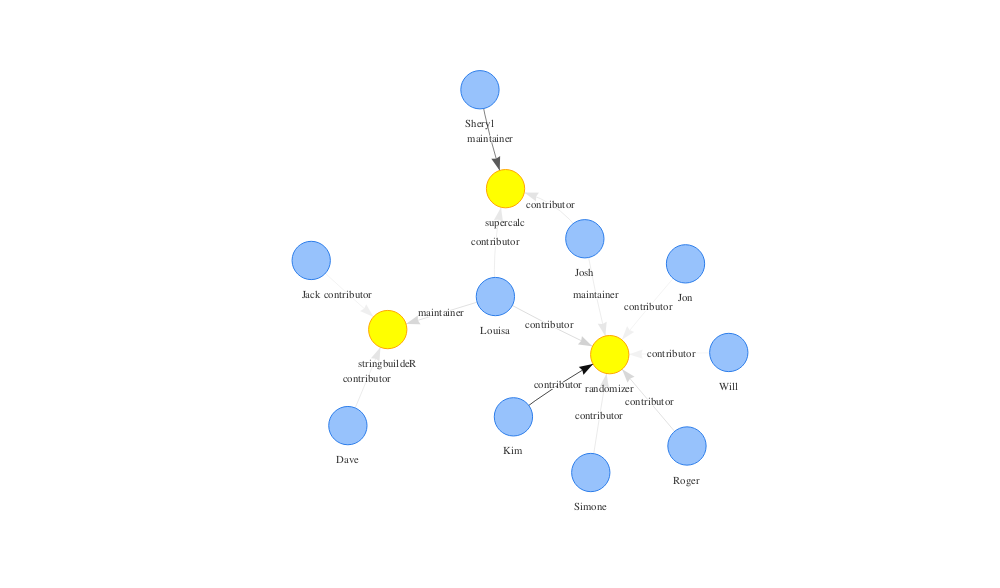 Sheryl
maintainer
contributor
supercalc
contributor
Josh
Jack
contributor
maintainer
Jon
contributor
maintainer
Louisa
contributor
contributor
Will
stringbuildeR
contributor
contributor
randomizer
contributor
contributor
Kim
Dave
Roger
Simone